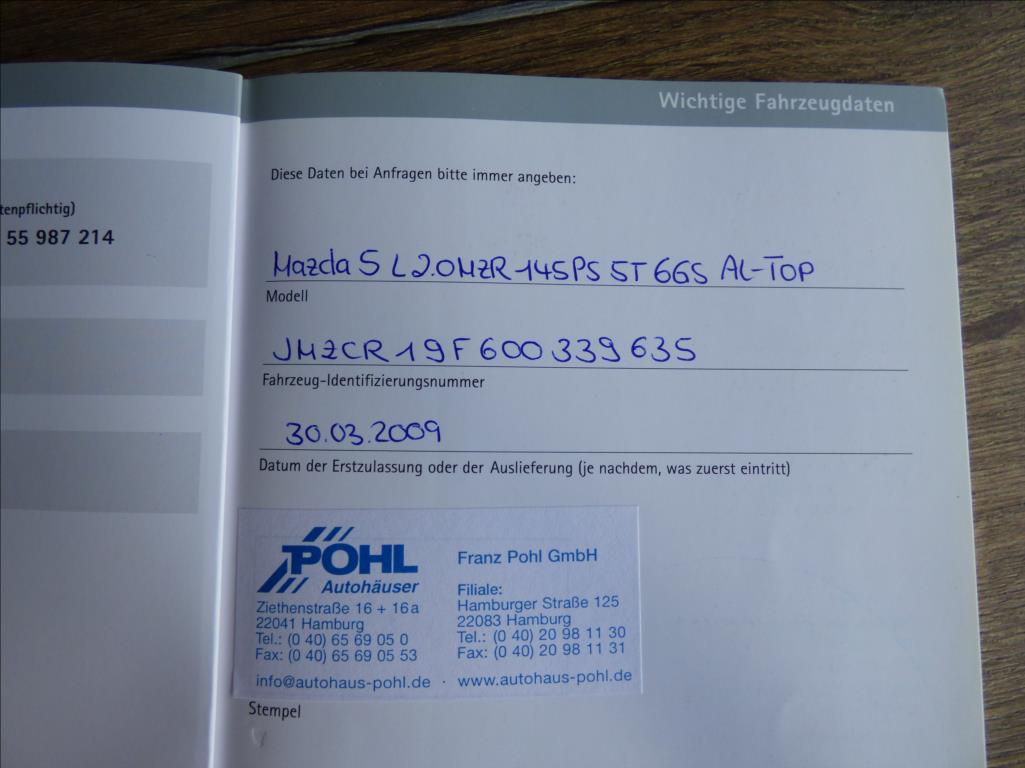 tenpflichtig)
55 987 214
Wichtige Fahrzeugdaten
Diese Daten bei Anfragen bitte immer angeben:
Mazda 5 L 2.0 MZR 145PS 5T 6GS AL-TOP
Modell
JMZCR19F600339635
Fahrzeug-Identifizierungsnummer
30.03.2009
Datum der Erstzulassung oder der Auslieferung (je nachdem, was zuerst eintritt)
POHL
Autohäuser
Ziethenstraße 16 + 16a
22041 Hamburg
Tel.: (0 40) 65 69 05 0
Fax: (0 40) 65 69 05 53
info@autohaus-pohl.de · www.autohaus-pohl.de
Franz Pohl GmbH
Filiale:
Hamburger Straße 125
22083 Hamburg
Tel.: (0 40) 20 98 11 30
Fax: (0 40) 20 98 11 31
Stempel